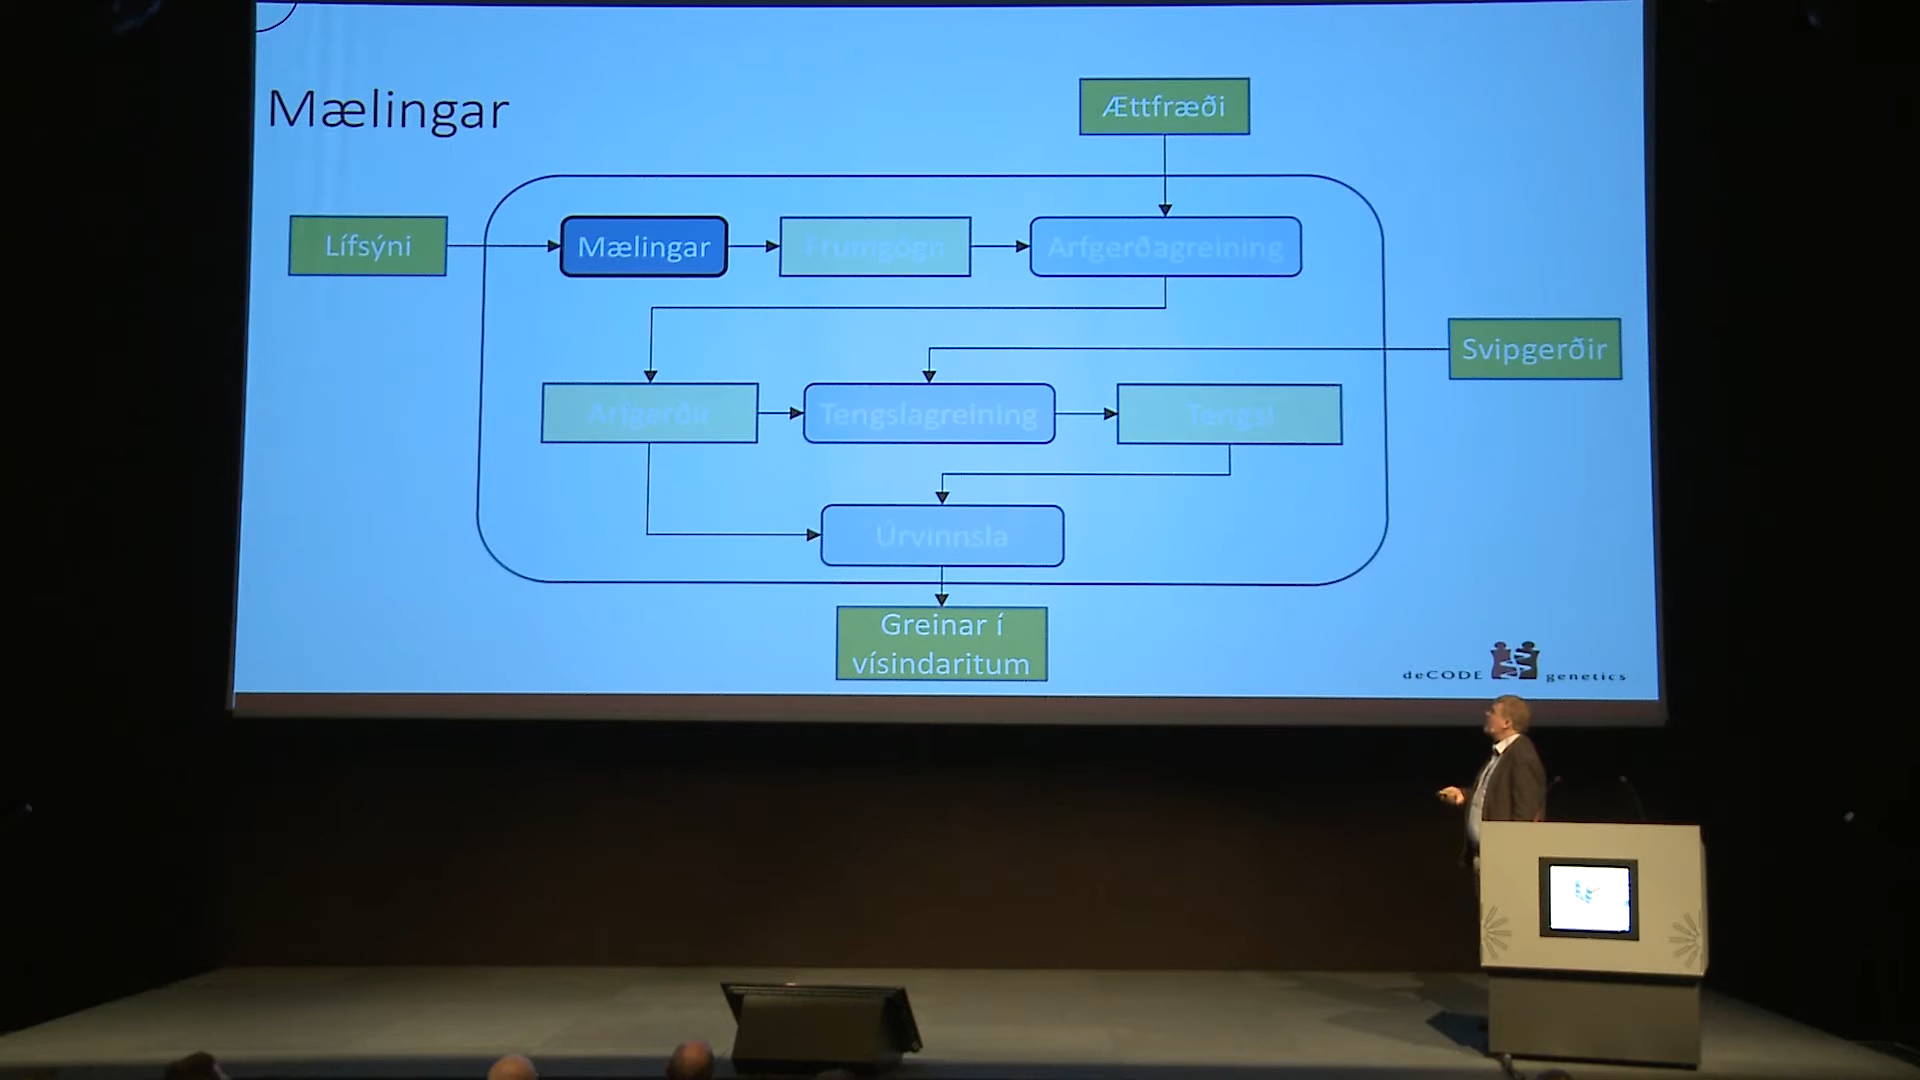 Mælingar
Ættfræði
Lífsýni
Mælingar
Frumgögn
Arfgerðagreining
Svipgerðir
Arfgerðir
Tengslagreining
Tengsl
Úrvinnsla
Greinar í
vísindaritum
deCODE genetics